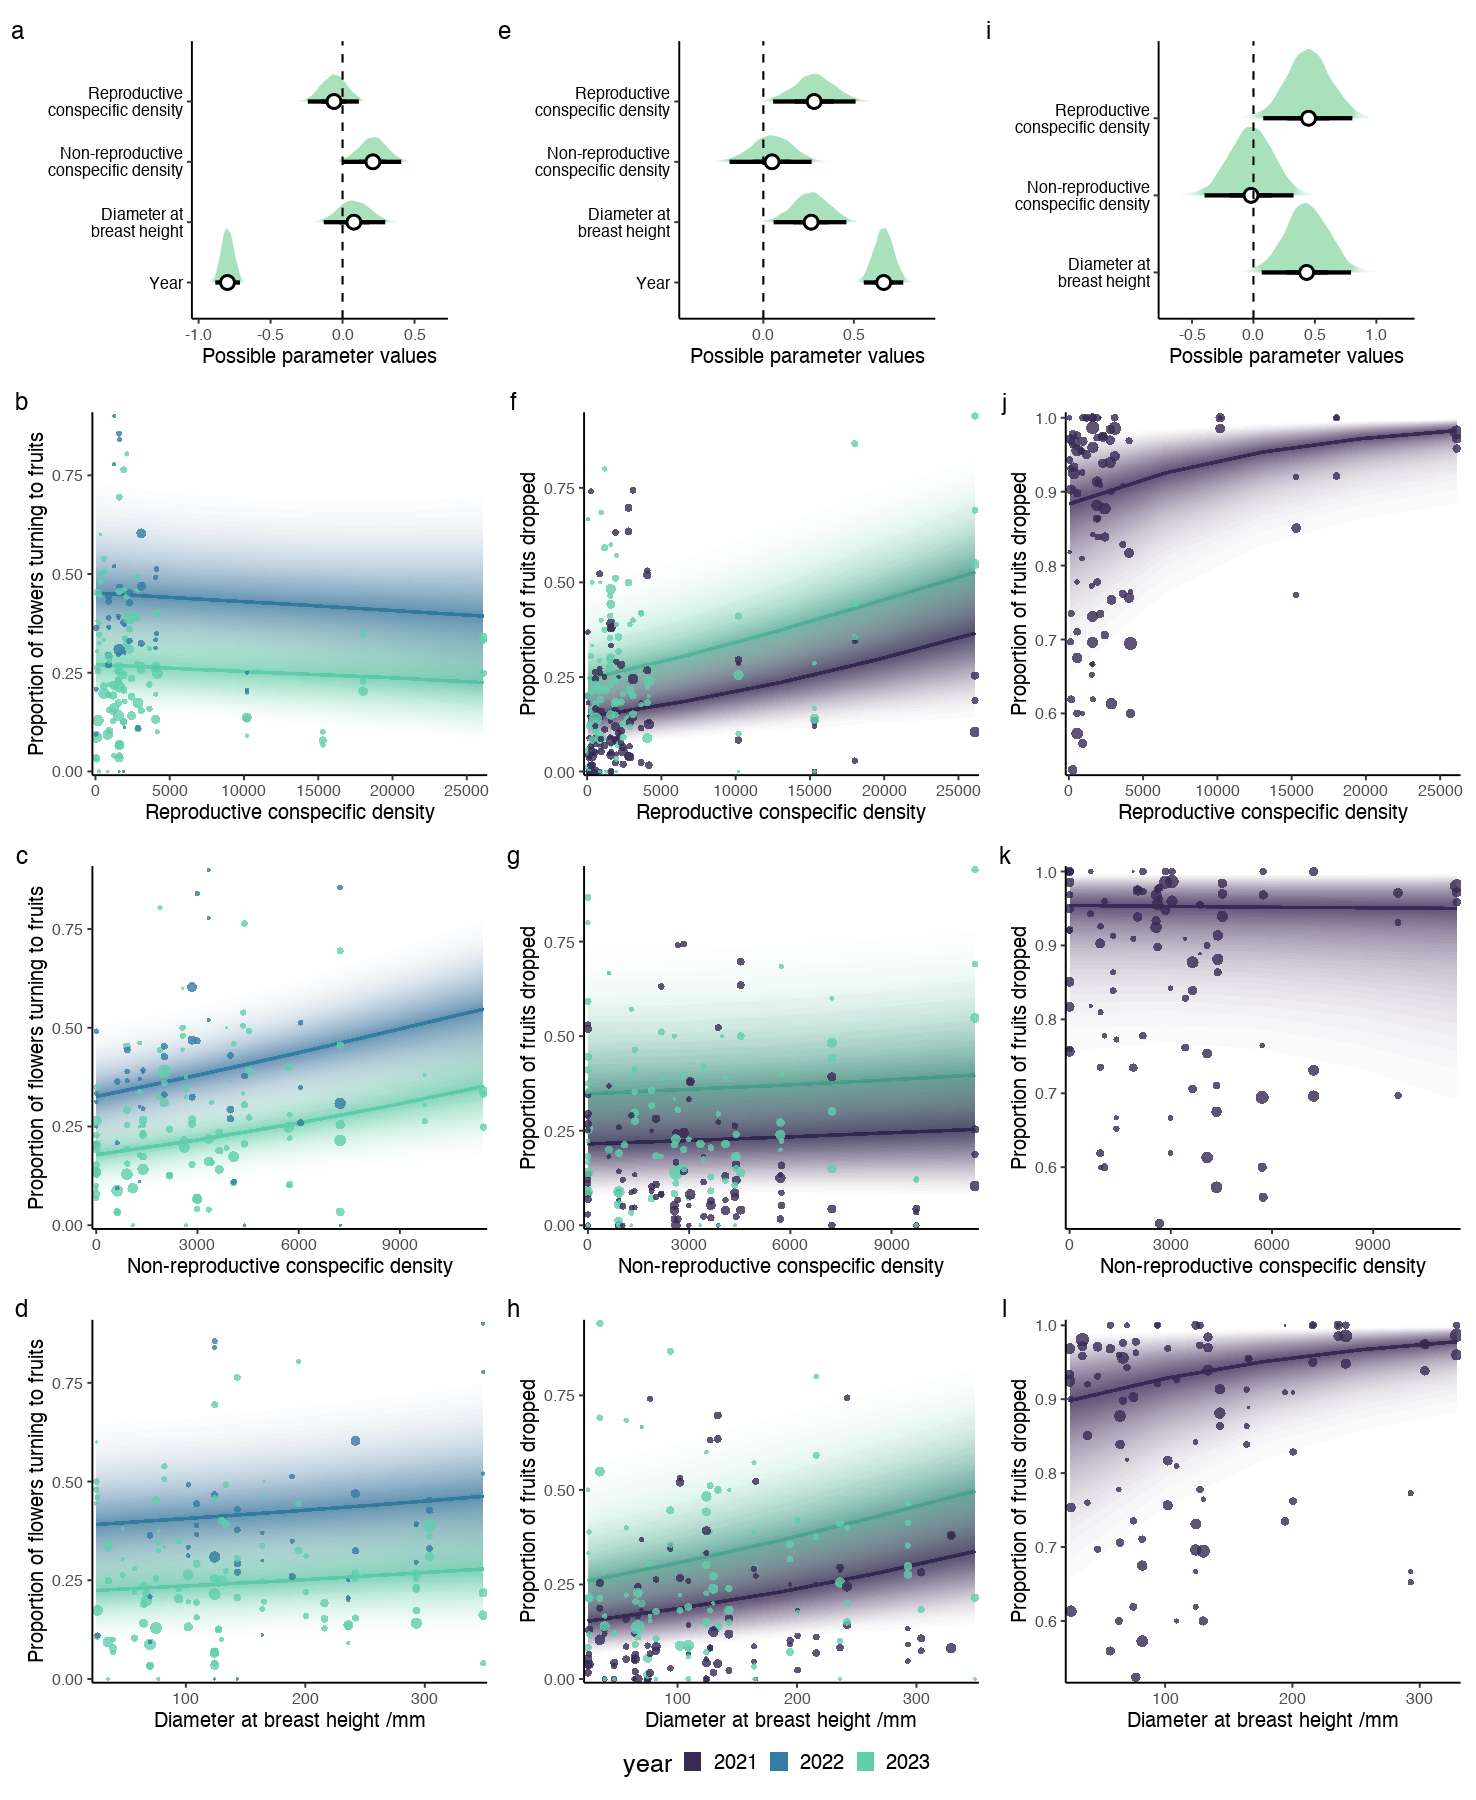 a
Reproductive
conspecific density
Non-reproductive
conspecific density
Diameter at
breast height
Year
-1.0 -0.5 0.0 0.5
Possible parameter values
e
Reproductive
conspecific density
Non-reproductive
conspecific density
Diameter at
breast height
Year
0.0 0.5
Possible parameter values
i
Reproductive
conspecific density
Non-reproductive
conspecific density
Diameter at
breast height
-0.5 0.0 0.5 1.0
Possible parameter values
b
Proportion of flowers turning to fruits
0.75
0.50
0.25
0.00
0 5000 10000 15000 20000 25000
Reproductive conspecific density
f
Proportion of fruits dropped
0.75
0.50
0.25
0.00
0 5000 10000 15000 20000 25000
Reproductive conspecific density
j
Proportion of fruits dropped
1.0
0.9
0.8
0.7
0.6
0 5000 10000 15000 20000 25000
Reproductive conspecific density
c
Proportion of flowers turning to fruits
0.75
0.50
0.25
0.00
0 3000 6000 9000
Non-reproductive conspecific density
g
Proportion of fruits dropped
0.75
0.50
0.25
0.00
0 3000 6000 9000
Non-reproductive conspecific density
k
Proportion of fruits dropped
1.0
0.9
0.8
0.7
0.6
0 3000 6000 9000
Non-reproductive conspecific density
d
Proportion of flowers turning to fruits
0.75
0.50
0.25
0.00
100 200 300
Diameter at breast height /mm
h
Proportion of fruits dropped
0.75
0.50
0.25
0.00
100 200 300
Diameter at breast height /mm
l
Proportion of fruits dropped
1.0
0.9
0.8
0.7
0.6
100 200 300
Diameter at breast height /mm
year 2021 2022 2023